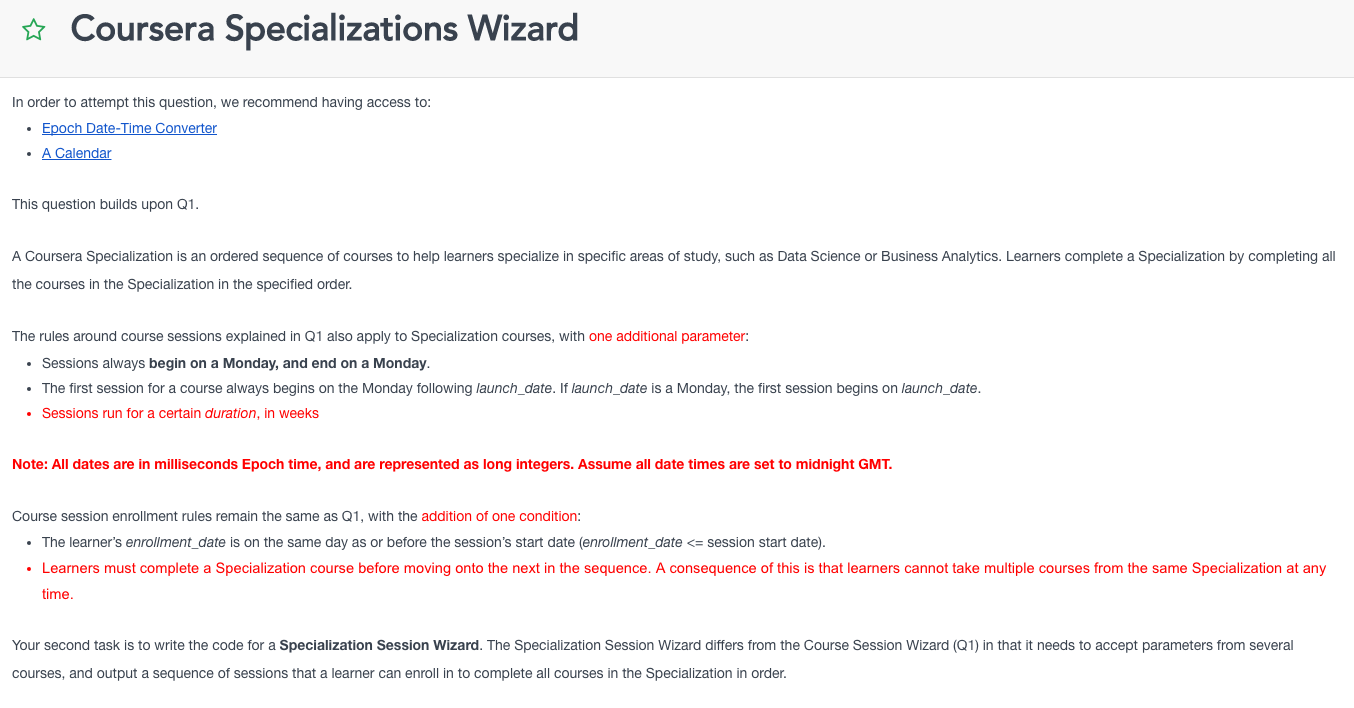 Coursera Specializations Wizard
In order to attempt this question, we recommend having access to:
• Epoch Date-Time Converter
• A Calendar
This question builds upon Q1.
A Coursera Specialization is an ordered sequence of courses to help learners specialize in specific areas of study, such as Data Science or Business Analytics. Learners complete a Specialization by completing all
the courses in the Specialization in the specified order.
The rules around course sessions explained in Q1 also apply to Specialization courses, with one additional parameter:
• Sessions always begin on a Monday, and end on a Monday.
• The first session for a course always begins on the Monday following launch_date. If launch_date is a Monday, the first session begins on launch_date.
• Sessions run for a certain duration, in weeks
Note: All dates are in milliseconds Epoch time, and are represented as long integers. Assume all date times are set to midnight GMT.
Course session enrollment rules remain the same as Q1, with the addition of one condition:
• The learner’s enrollment_date is on the same day as or before the session’s start date (enrollment_date <= session start date).
• Learners must complete a Specialization course before moving onto the next in the sequence. A consequence of this is that learners cannot take multiple courses from the same Specialization at any
time.
Your second task is to write the code for a Specialization Session Wizard. The Specialization Session Wizard differs from the Course Session Wizard (Q1) in that it needs to accept parameters from several
courses, and output a sequence of sessions that a learner can enroll in to complete all courses in the Specialization in order.